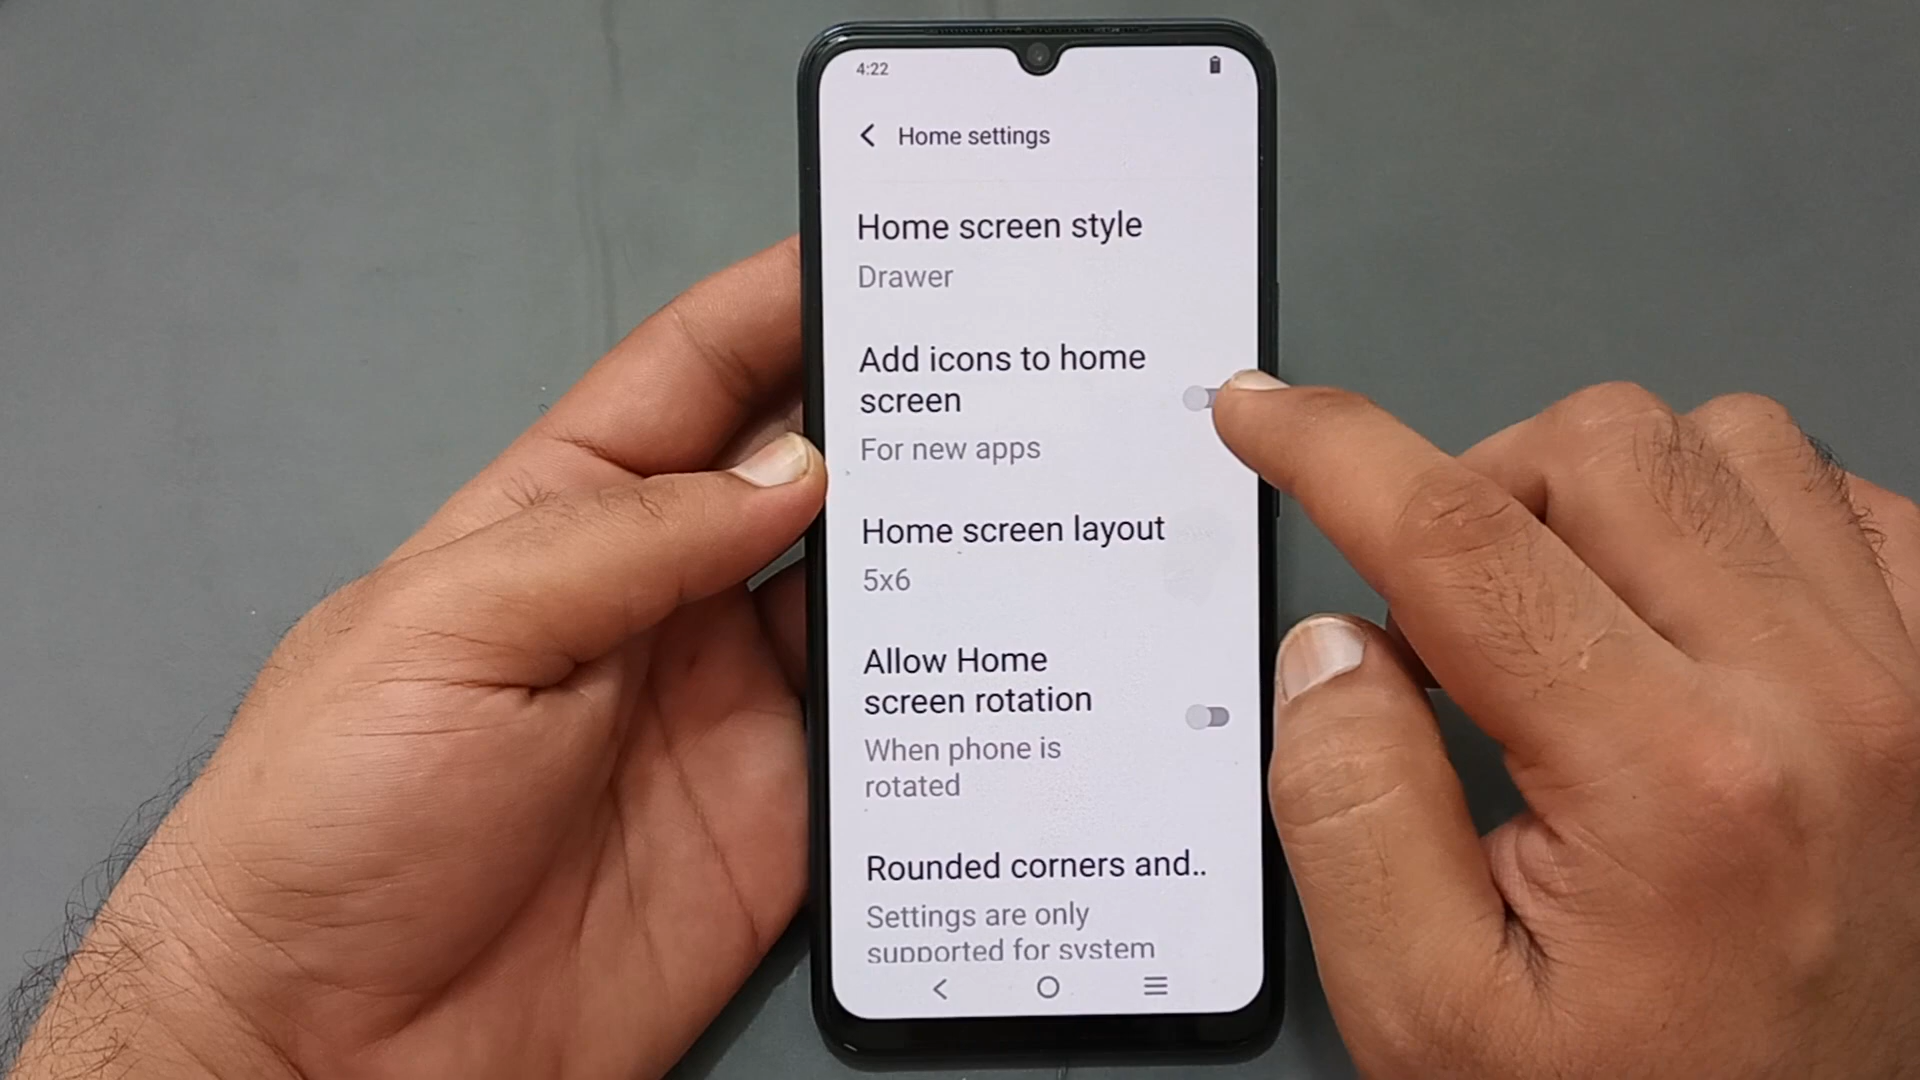 4:22
Home settings
Home screen style
Drawer
Add icons to home
screen
For new apps
Home screen layout
5x6
Allow Home
screen rotation
When phone is
rotated
Rounded corners and..
Settings are only
supported for system